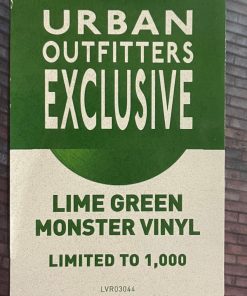 URBAN
OUTFITTERS
EXCLUSIVE
LIME GREEN
MONSTER VINYL
LIMITED TO 1,000
LVR03044